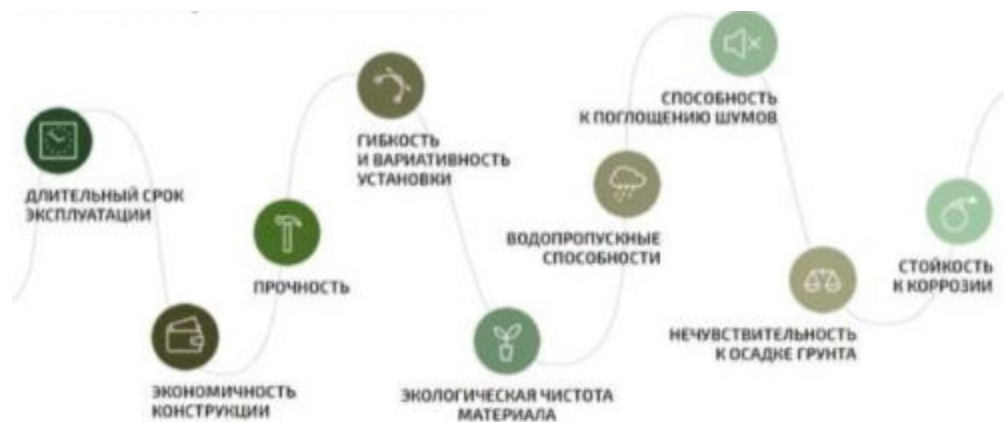 ДЛИТЕЛЬНЫЙ СРОК
ЭКСПЛУАТАЦИИ
ЭКОНОМИЧНОСТЬ
КОНСТРУКЦИИ
ПРОЧНОСТЬ
ГИБКОСТЬ
И ВАРИАТИВНОСТЬ
УСТАНОВКИ
ЭКОЛОГИЧЕСКАЯ ЧИСТОТА
МАТЕРИАЛА
ВОДОПРОПУСКНЫЕ
СПОСОБНОСТИ
СПОСОБНОСТЬ
К ПОГЛОЩЕНИЮ ШУМОВ
НЕЧУВСТВИТЕЛЬНОСТЬ
К ОСАДКЕ ГРУНТА
СТОЙКОСТЬ
К КОРРОЗИИ